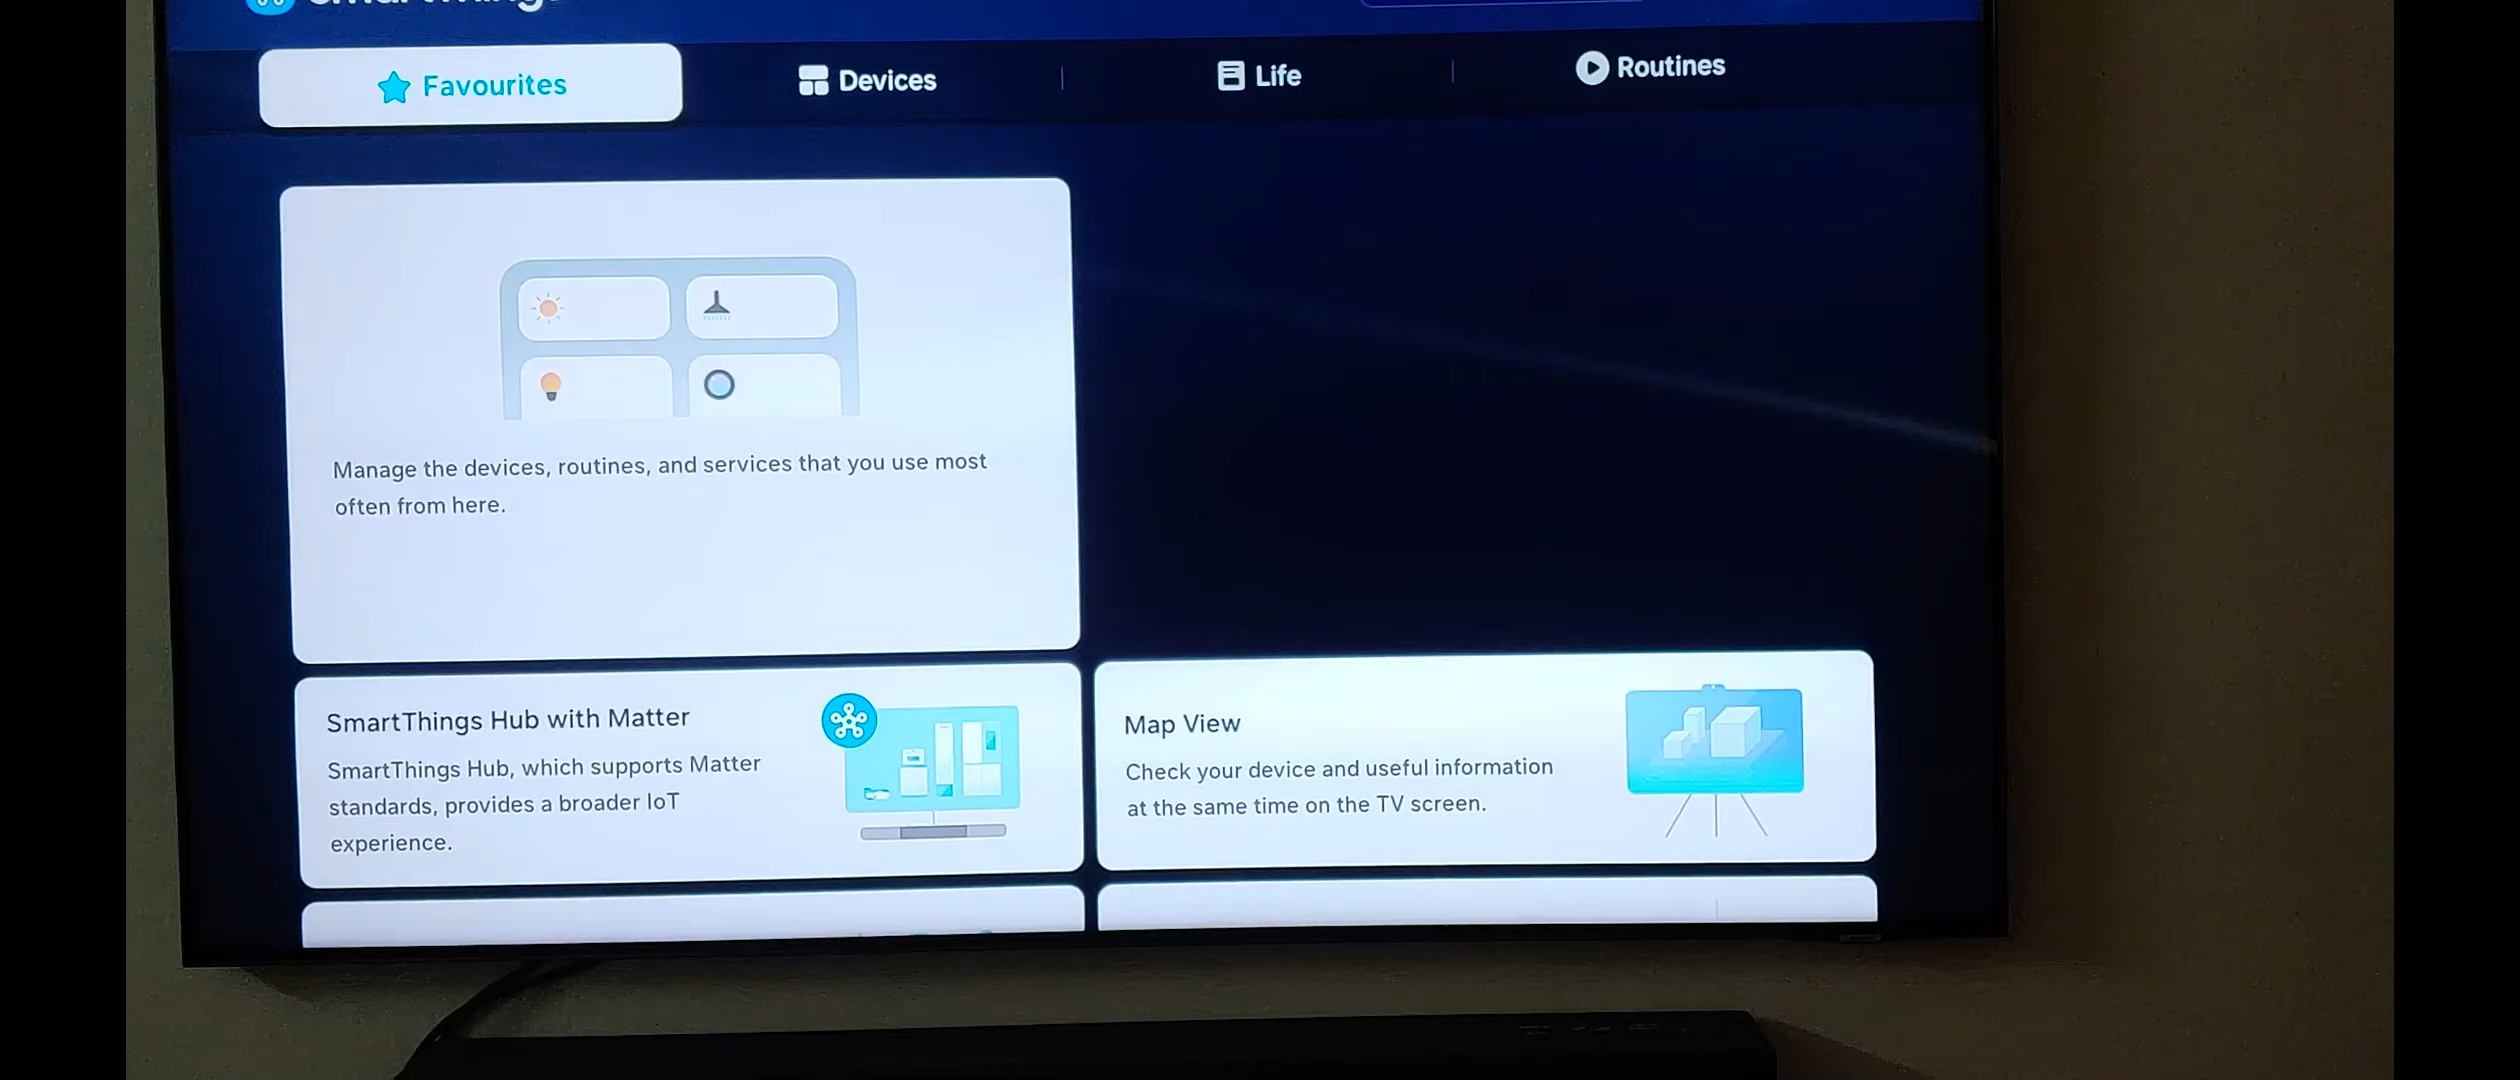 Favourites
Devices
Life
Routines
Manage the devices, routines, and services that you use most
often from here.
SmartThings Hub with Matter
SmartThings Hub, which supports Matter
standards, provides a broader IoT
experience.
Map View
Check your device and useful information
at the same time on the TV screen.